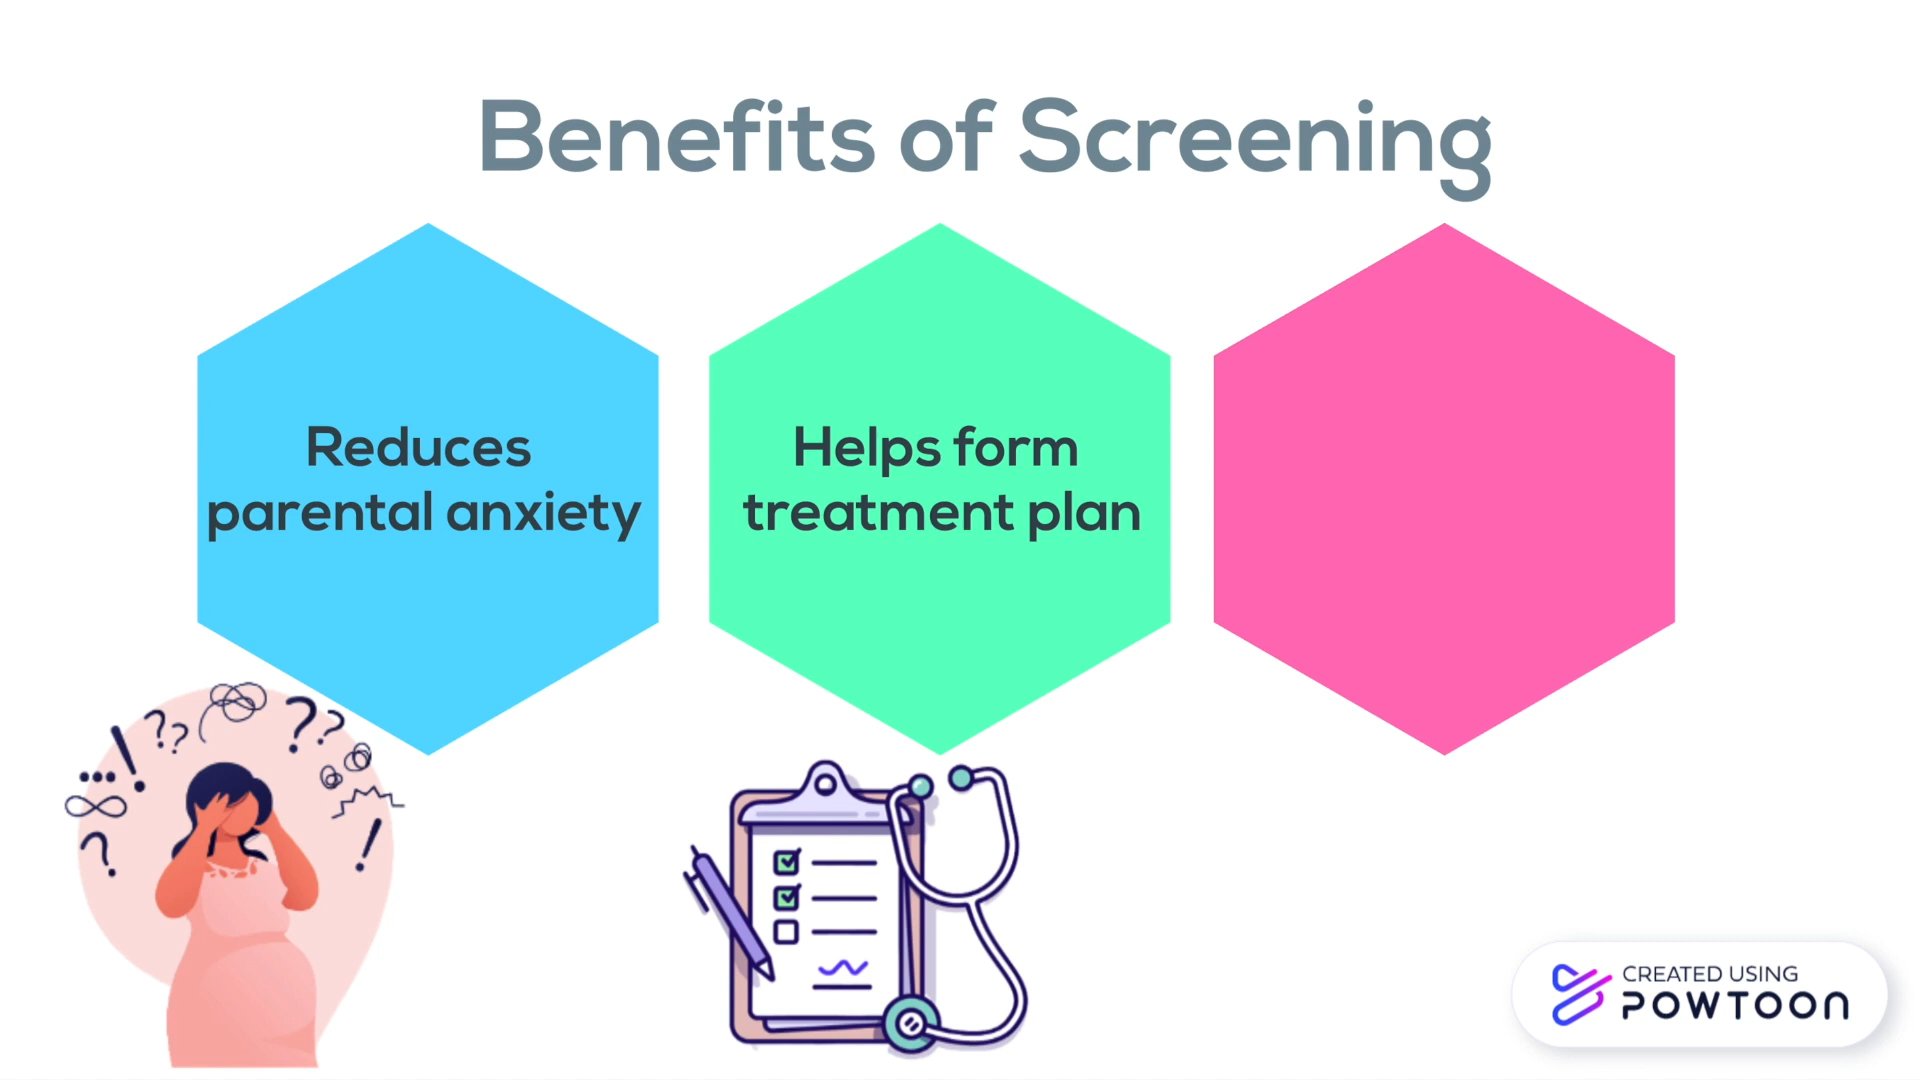 Benefits of Screening
Reduces
parental anxiety
Helps form
treatment plan
CREATED USING
POWTOON